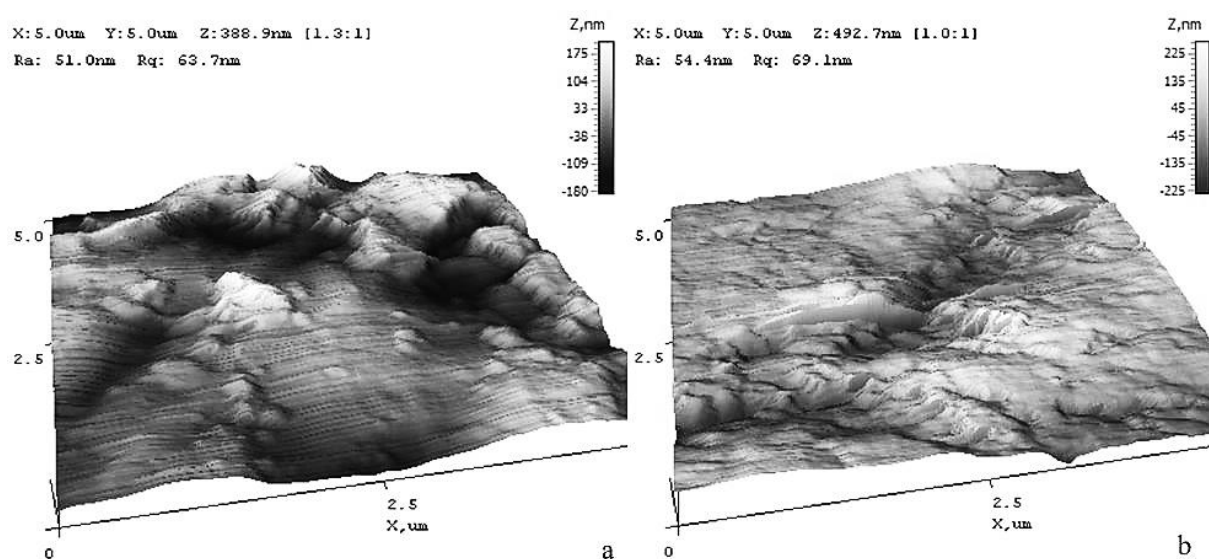 X:5.0um Y:5.0um Z:388.9nm [1.3:1]
Ra: 51.0nm Rq: 63.7nm
Z,nm
175
104
33
-38
-109
-180
5.0
2.5
0
2.5
X,um
a
X:5.0um Y:5.0um Z:492.7nm [1.0:1]
Ra: 54.4nm Rq: 69.1nm
Z,nm
225
135
45
-45
-135
-225
5.0
2.5
0
2.5
X,um
b